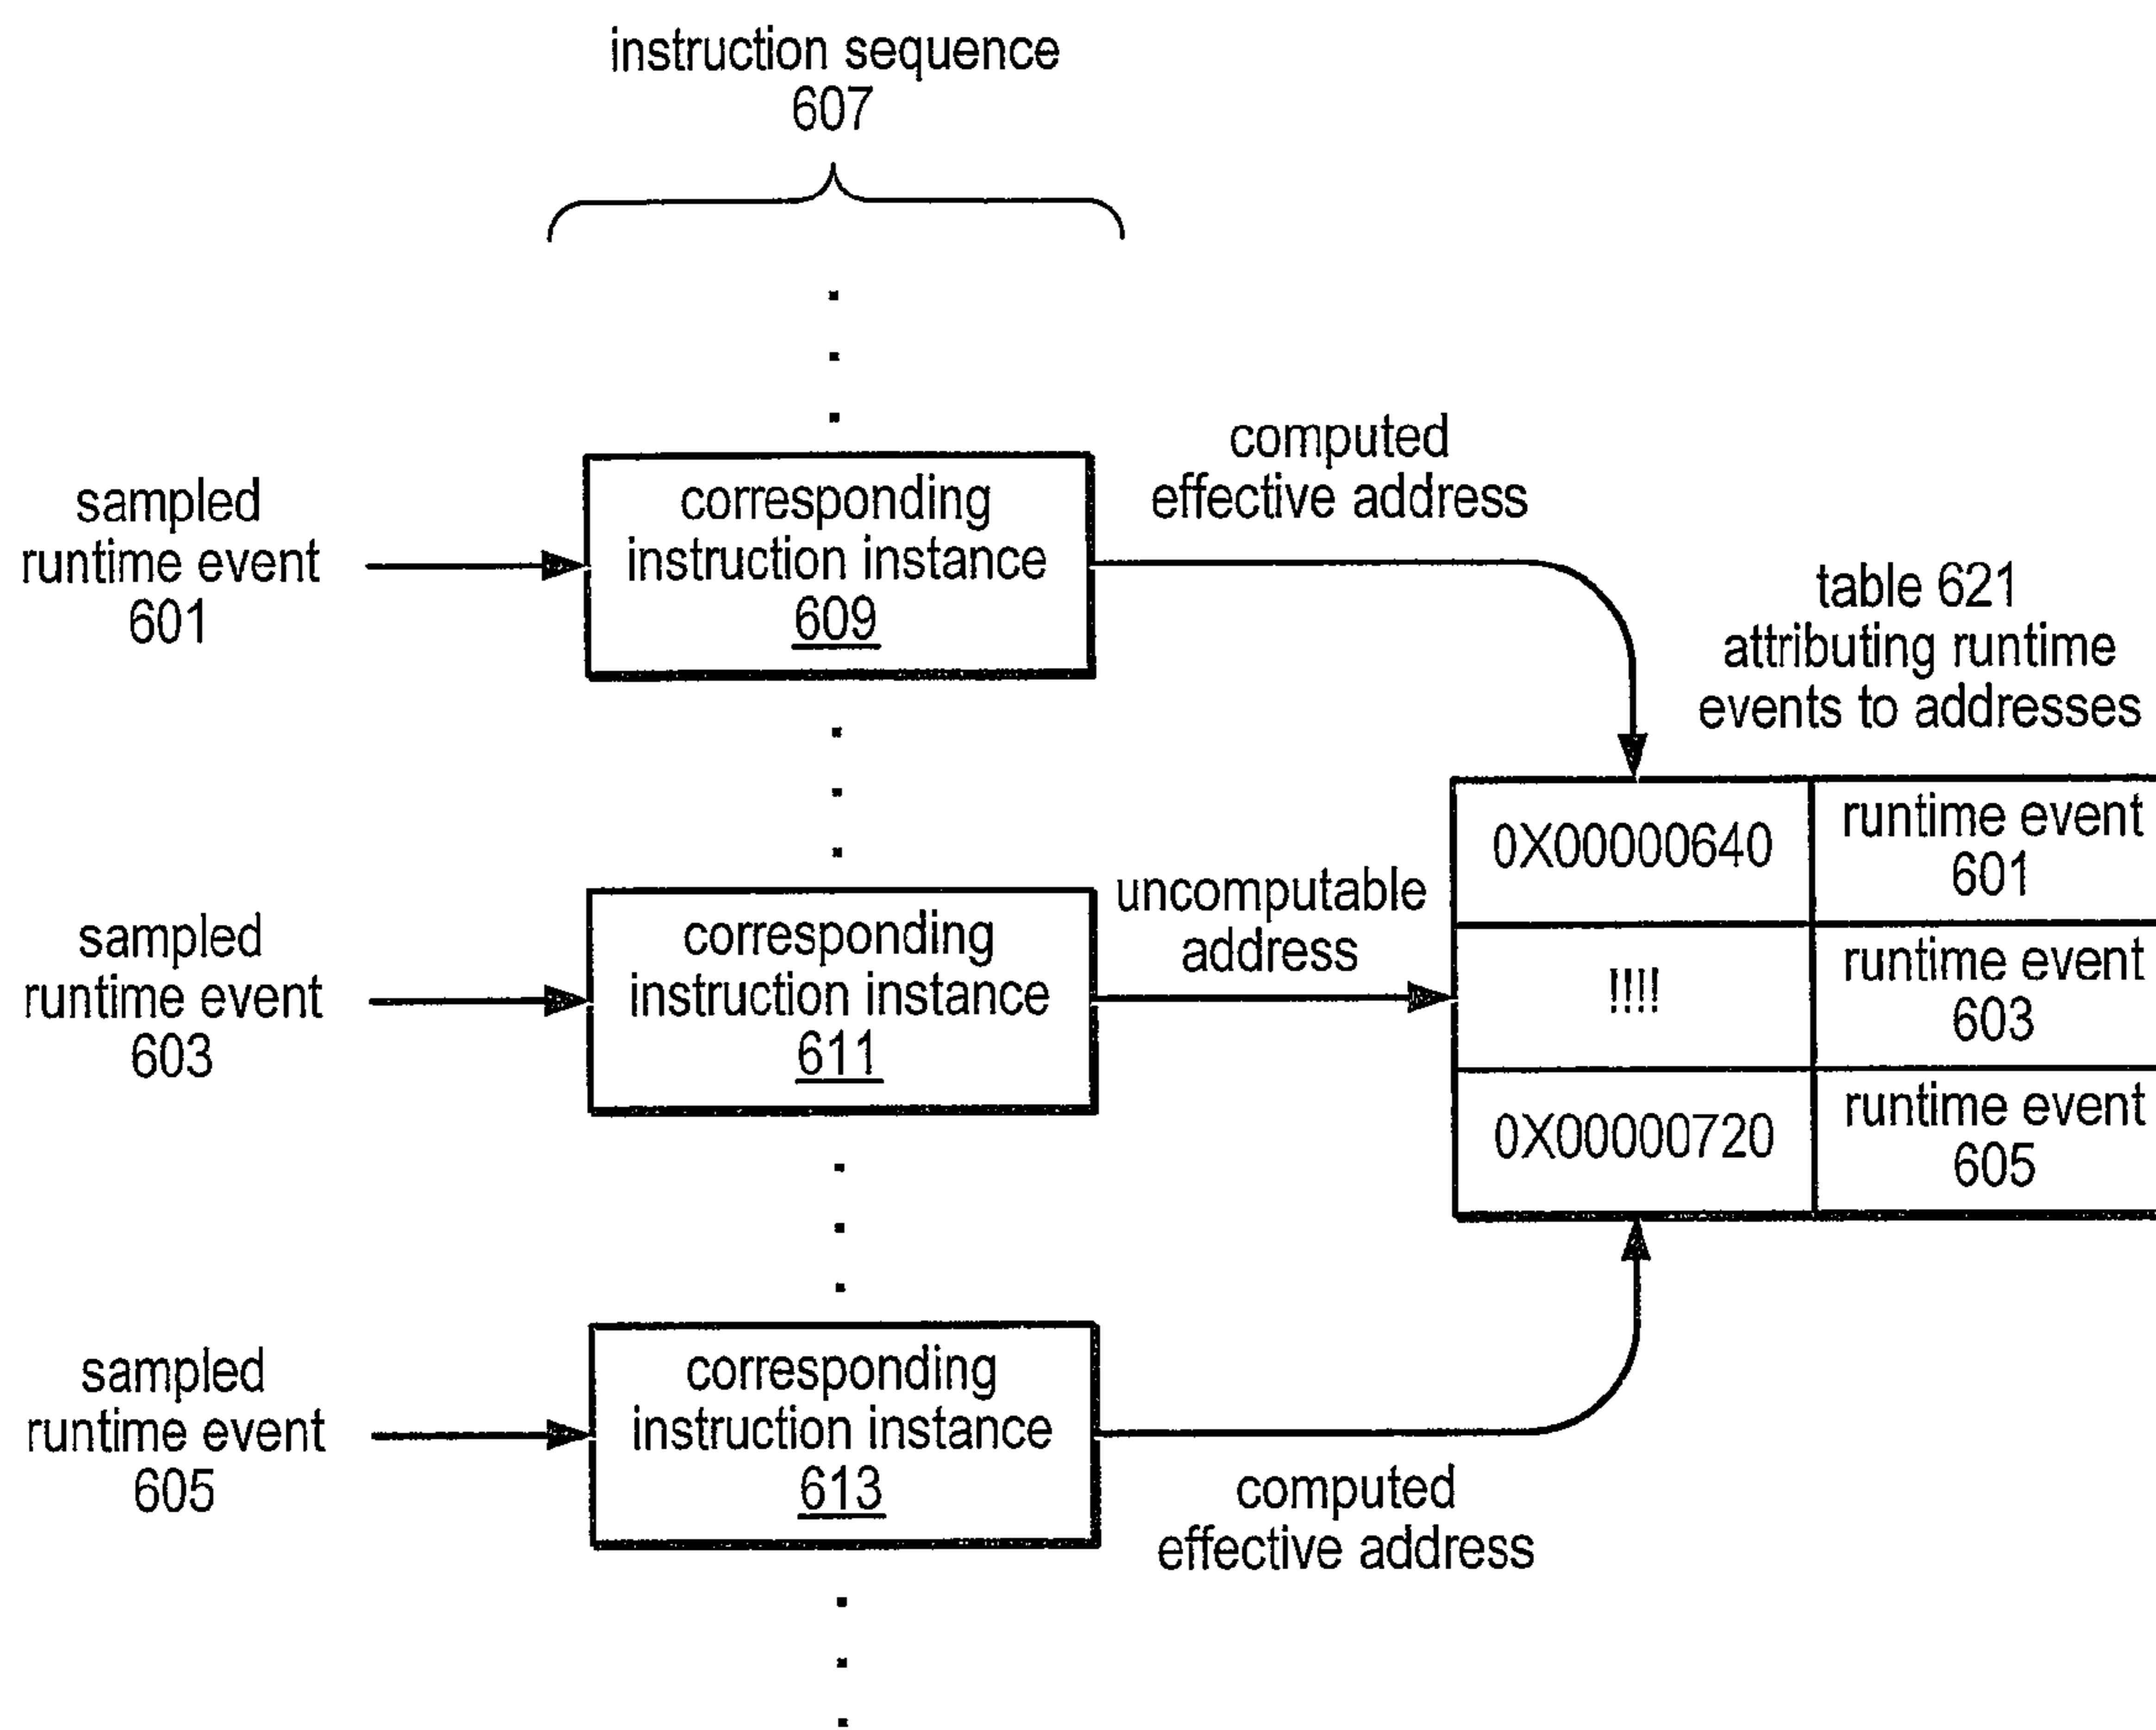 instruction sequence
607
sampled
runtime event
601
corresponding
instruction instance
609
computed
effective address
table 621
attributing runtime
events to addresses
0X00000640
runtime event
601
!!!!
runtime event
603
0X00000720
runtime event
605
sampled
runtime event
603
corresponding
instruction instance
611
uncomputable
address
sampled
runtime event
605
corresponding
instruction instance
613
computed
effective address